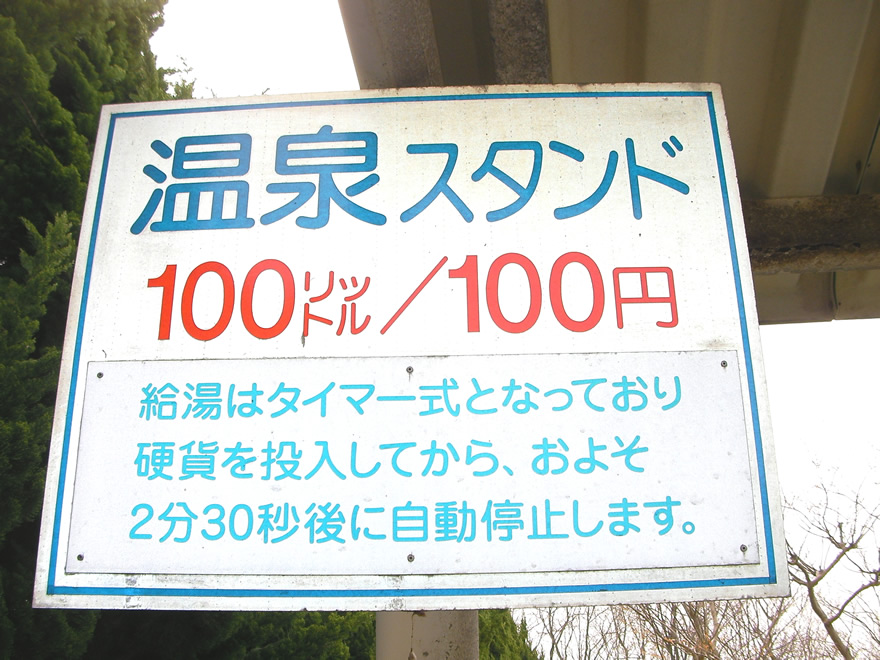 温泉スタンド
100リットル/100円
給湯はタイマー式となっており
硬貨を投入してから、およそ
2分30秒後に自動停止します。